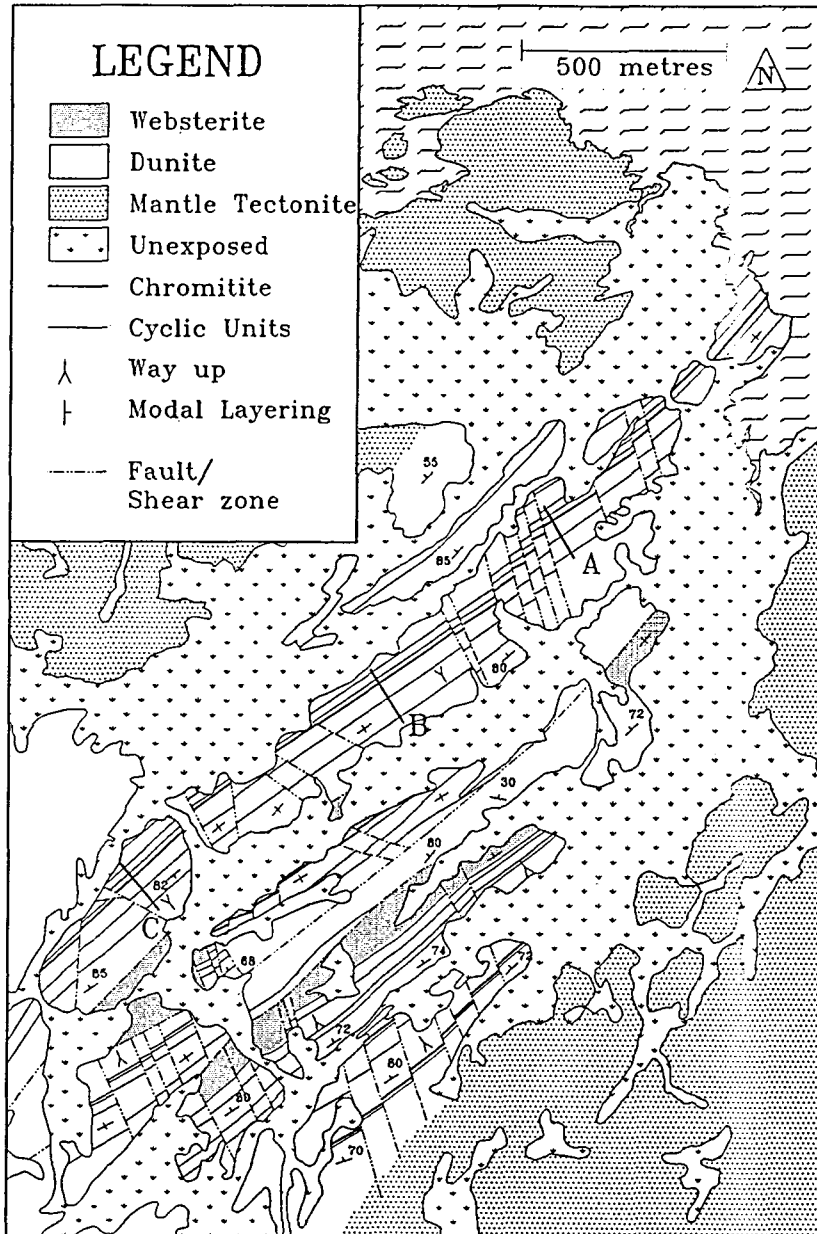 LEGEND
Websterite
Dunite
Mantle Tectonite
Unexposed
Chromitite
Cyclic Units
Way up
Modal Layering
Fault/
Shear zone
500 metres
N
55
85
A
80
B
72
30
80
82
C
85
68
74
72
72
80
80
70